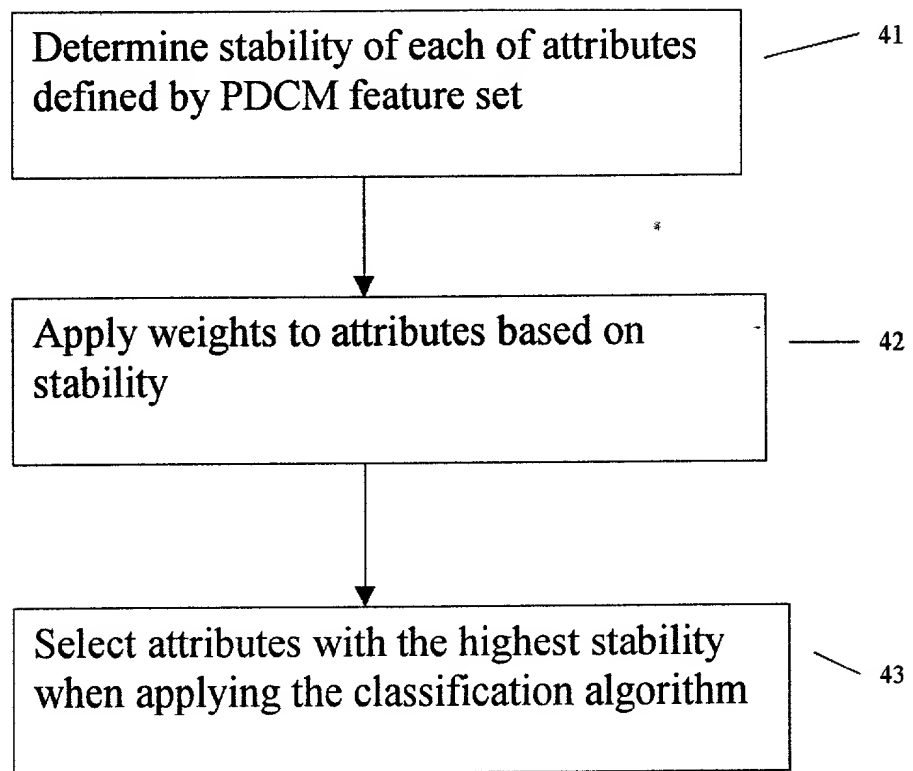 Determine stability of each of attributes
defined by PDCM feature set
41
Apply weights to attributes based on
stability
42
Select attributes with the highest stability
when applying the classification algorithm
43